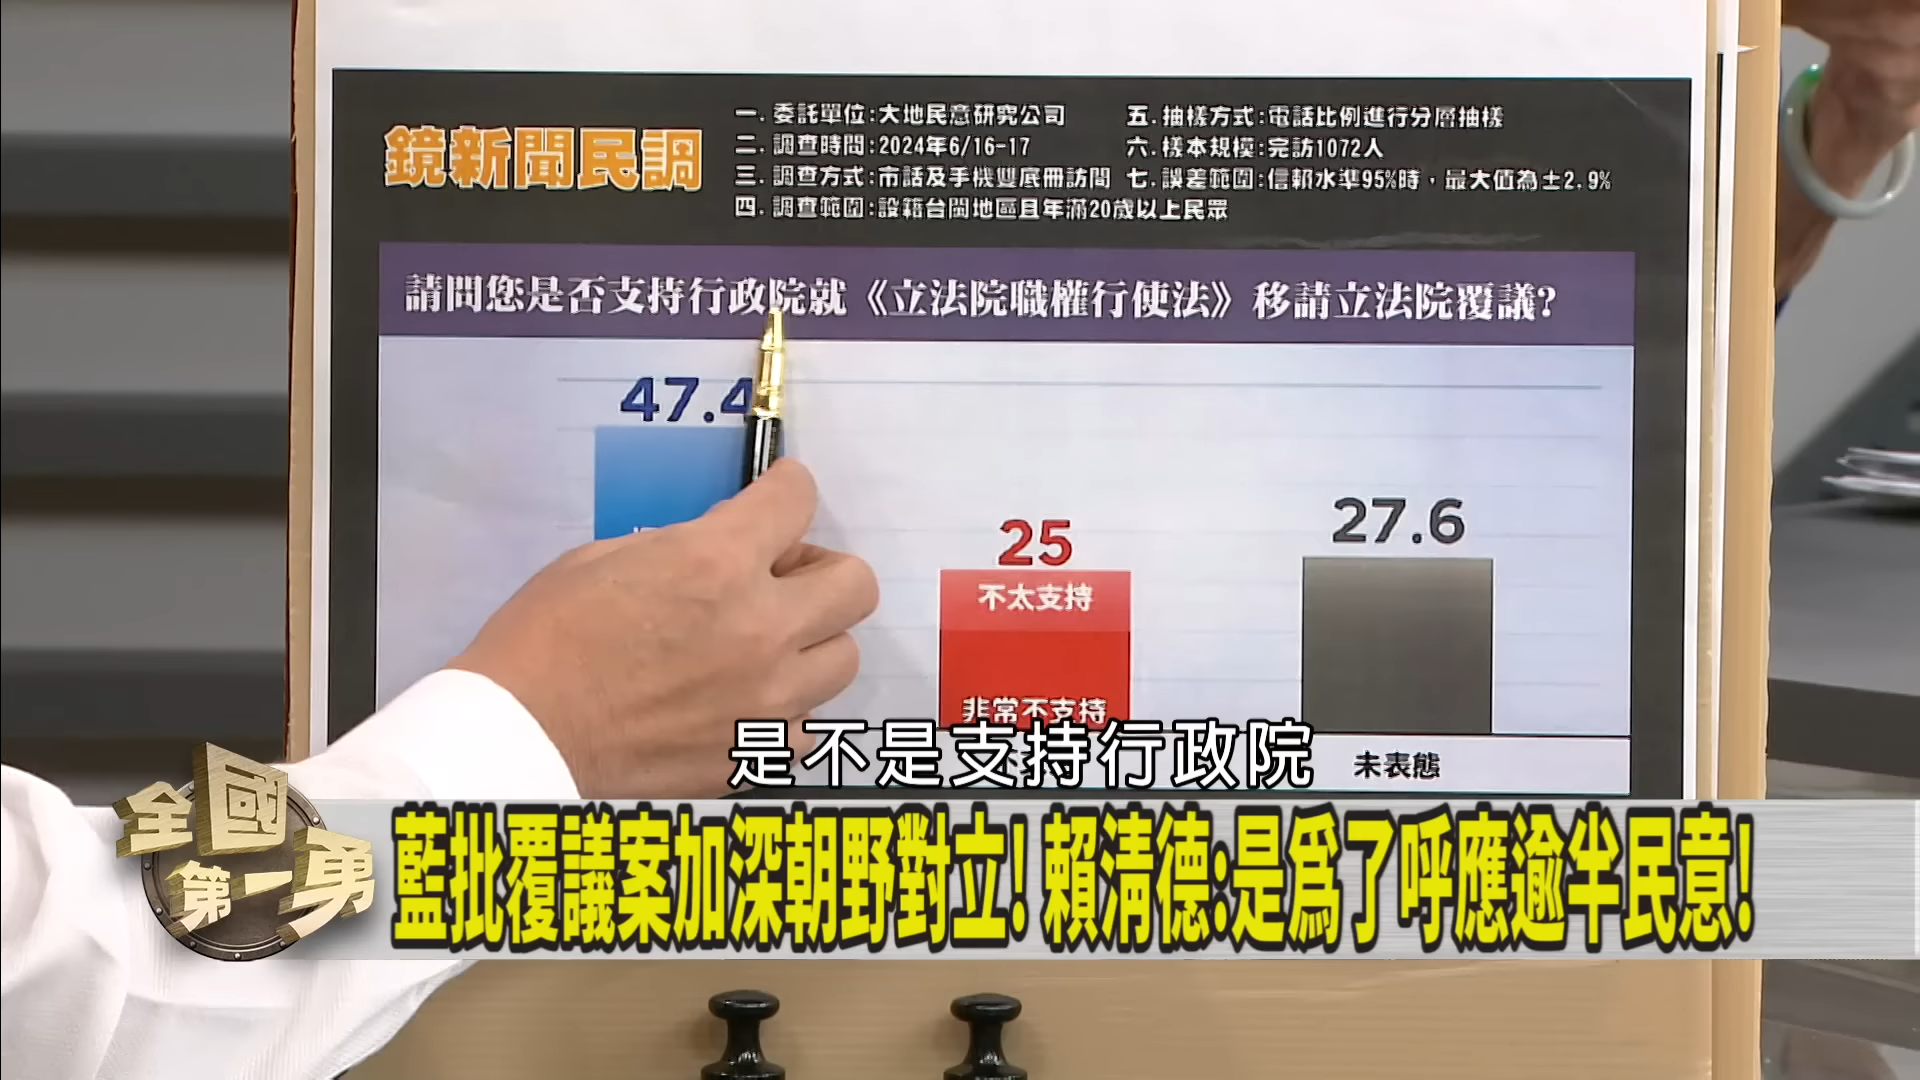 鏡新聞民調
一. 委託單位:大地民意研究公司
二. 調查時間:2024年6/16-17
三. 調查方式:市話及手機雙底冊訪問
四. 調查範圍:設籍台閩地區且年滿20歲以上民眾
五. 抽樣方式:電話比例進行分層抽樣
六. 樣本規模:完訪1072人
七. 誤差範圍:信賴水準95%時，最大值為±2.9%
請問您是否支持行政院就《立法院職權行使法》移請立法院覆議?
47.4
25
27.6
不太支持
非常不支持
未表態
是不是支持行政院
全國第一勇
藍批覆議案加深朝野對立! 賴清德:是為了呼應逾半民意!